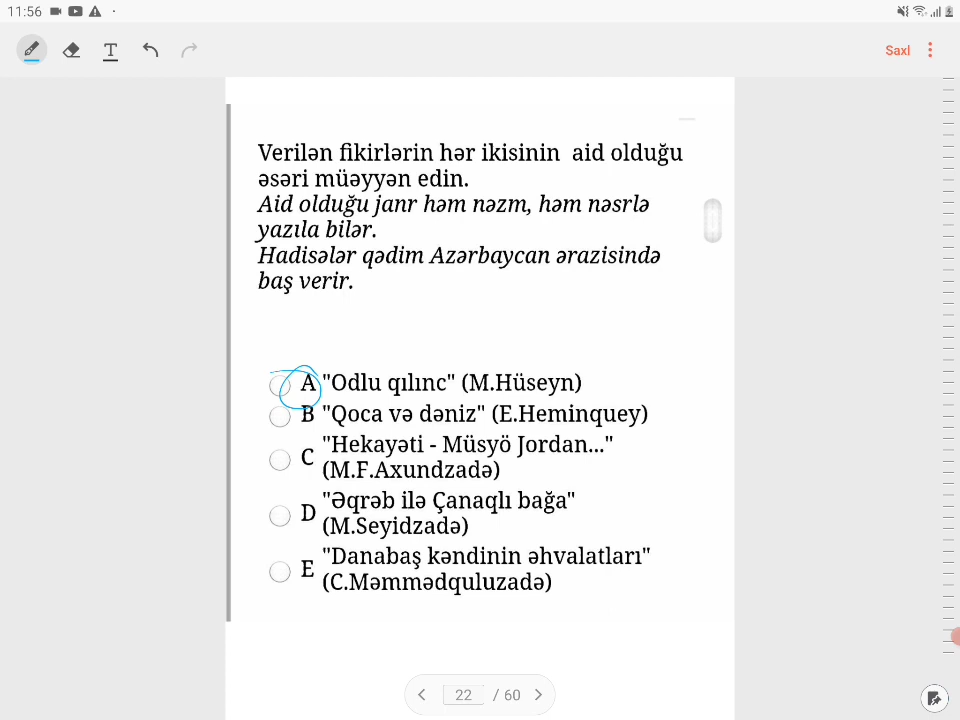 11:56
T
Saxl
Verilən fikirlərin hər ikisinin aid olduğu
əsəri müəyyən edin.
Aid olduğu janr həm nəzm, həm nəsrlə
yazıla bilər.
Hadisələr qədim Azərbaycan ərazisində
baş verir.
A "Odlu qılınc" (M.Hüseyn)
B "Qoca və dəniz" (E.Heminquey)
C "Hekayəti - Müsyö Jordan..."
(M.F.Axundzadə)
D "Əqrəb ilə Çanaqlı bağa"
(M.Seyidzadə)
E "Danabaş kəndinin əhvalatları"
(C.Məmmədquluzadə)
22 / 60